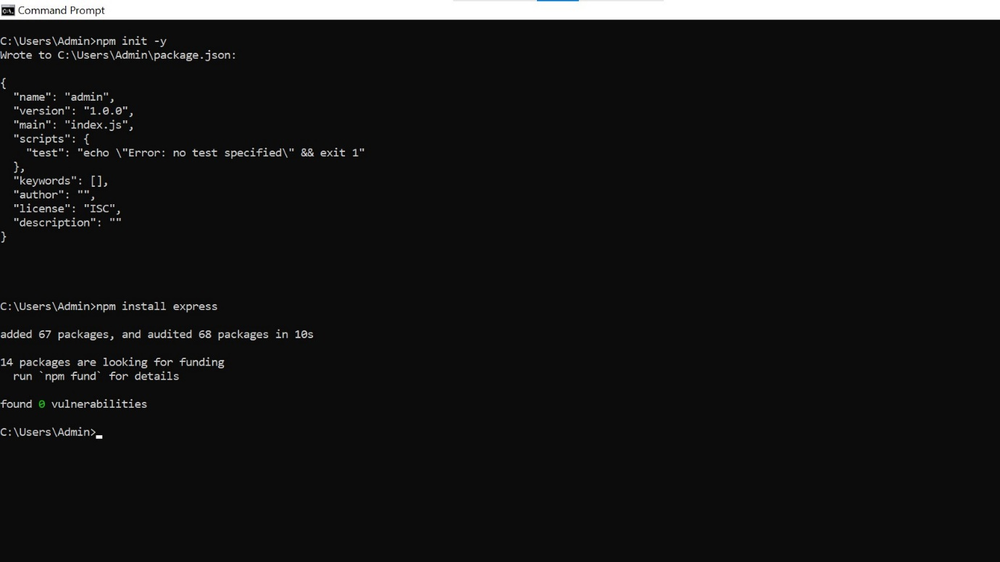 Command Prompt
C:\Users\Admin>npm init -y
Wrote to C:\Users\Admin\package.json:
{
  "name": "admin",
  "version": "1.0.0",
  "main": "index.js",
  "scripts": {
    "test": "echo \"Error: no test specified\" && exit 1"
  },
  "keywords": [],
  "author": "",
  "license": "ISC",
  "description": ""
}
C:\Users\Admin>npm install express
added 67 packages, and audited 68 packages in 10s
14 packages are looking for funding
  run `npm fund` for details
found 0 vulnerabilities
C:\Users\Admin>